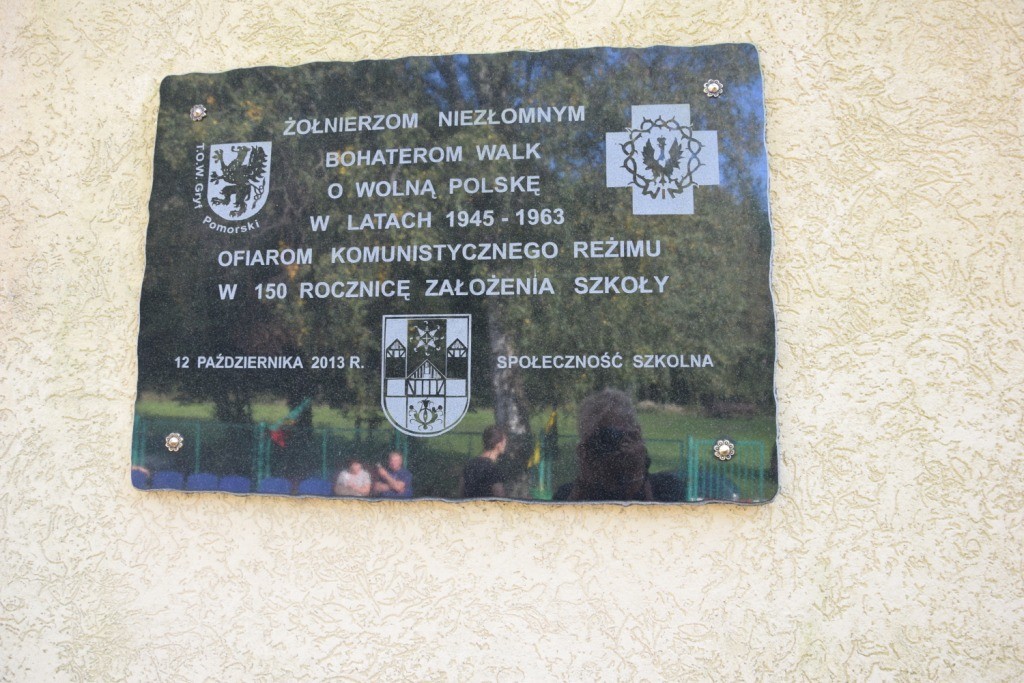 ŻOŁNIERZOM NIEZŁOMNYM
BOHATEROM WALK
O WOLNĄ POLSKĘ
W LATACH 1945 - 1963
OFIAROM KOMUNISTYCZNEGO REŻIMU
W 150 ROCZNICĘ ZAŁOŻENIA SZKOŁY
T.O.W. Gryf Pomorski
12 PAŹDZIERNIKA 2013 R.
SPOŁECZNOŚĆ SZKOLNA